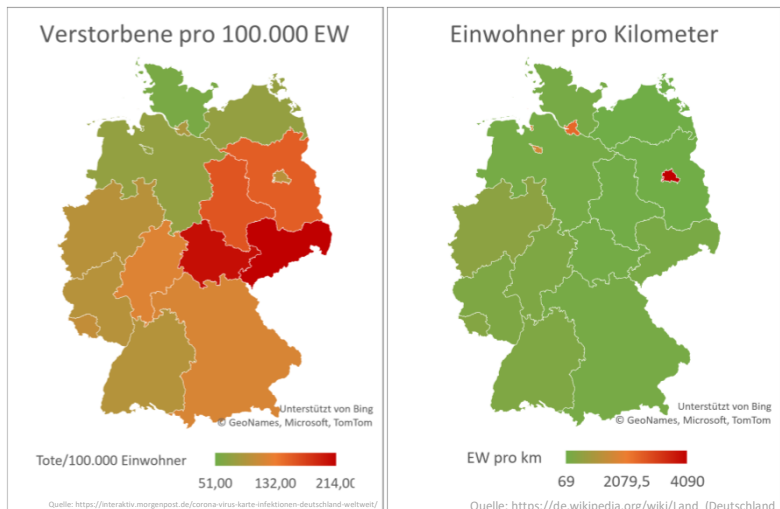 Verstorbene pro 100.000 EW
Unterstützt von Bing
© GeoNames, Microsoft, TomTom
Tote/100.000 Einwohner
51,00 132,00 214,00
Quelle: https://interaktiv.morgenpost.de/corona-virus-karte-infektionen-deutschland-weltweit/
Einwohner pro Kilometer
Unterstützt von Bing
© GeoNames, Microsoft, TomTom
EW pro km
69 2079,5 4090
Quelle: https://de.wikipedia.org/wiki/Land_(Deutschland